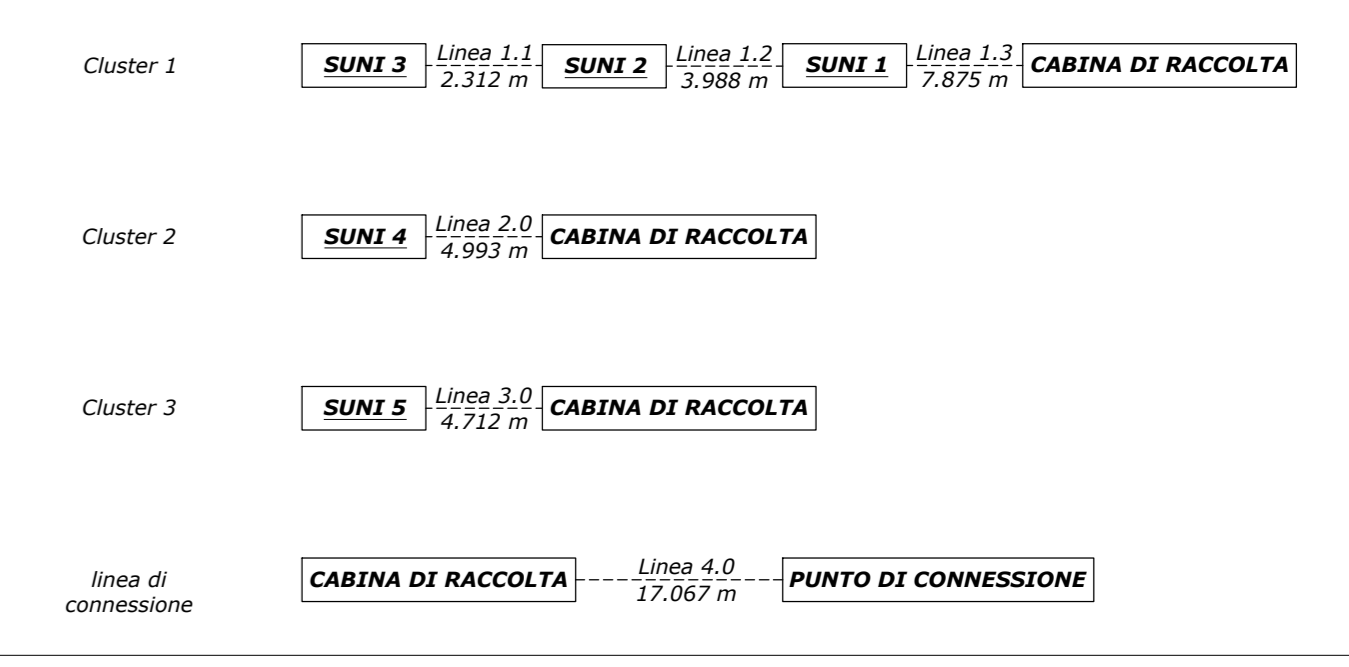 Cluster 1
SUNI 3
Linea 1.1
2.312 m
SUNI 2
Linea 1.2
3.988 m
SUNI 1
Linea 1.3
7.875 m
CABINA DI RACCOLTA
Cluster 2
SUNI 4
Linea 2.0
4.993 m
CABINA DI RACCOLTA
Cluster 3
SUNI 5
Linea 3.0
4.712 m
CABINA DI RACCOLTA
linea di
connessione
CABINA DI RACCOLTA
Linea 4.0
17.067 m
PUNTO DI CONNESSIONE